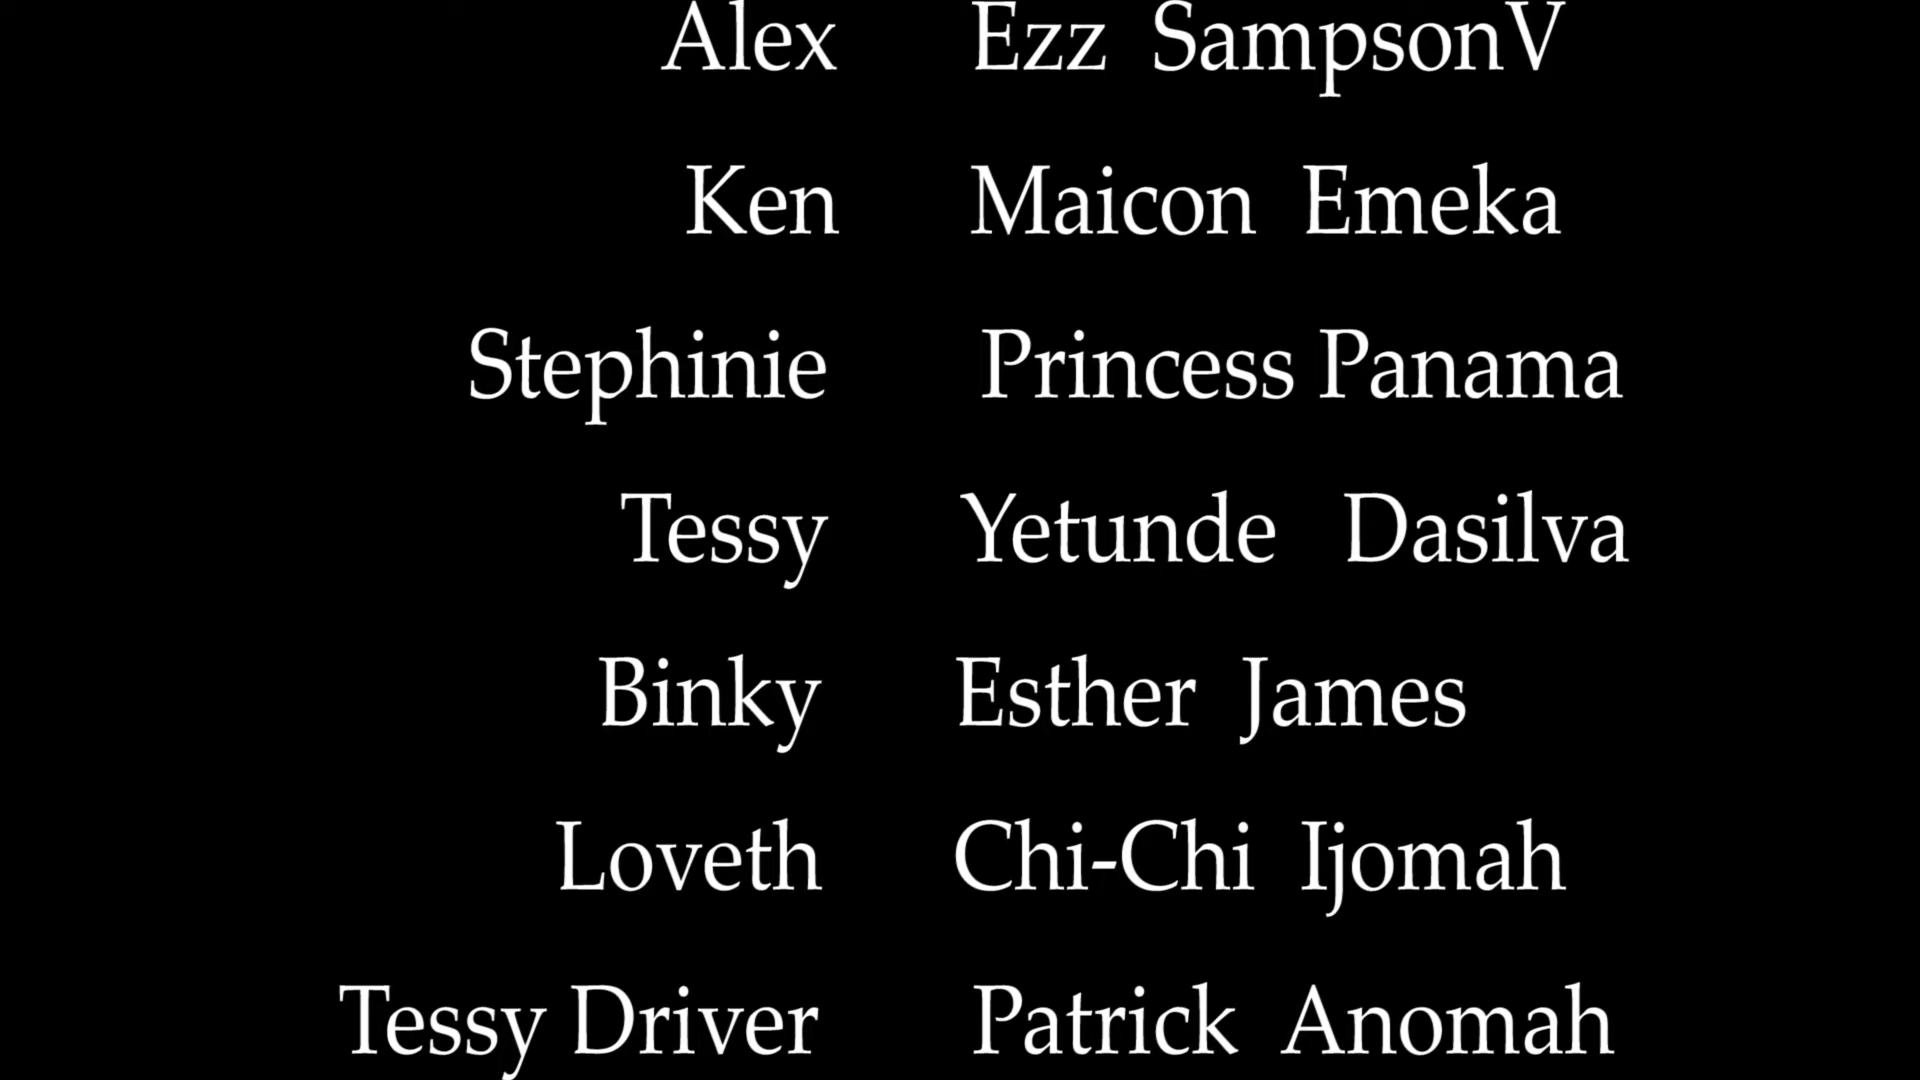 Alex Ezz SampsonV
Ken Maicon Emeka
Stephinie Princess Panama
Tessy Yetunde Dasilva
Binky Esther James
Loveth Chi-Chi Ijomah
Tessy Driver Patrick Anomah